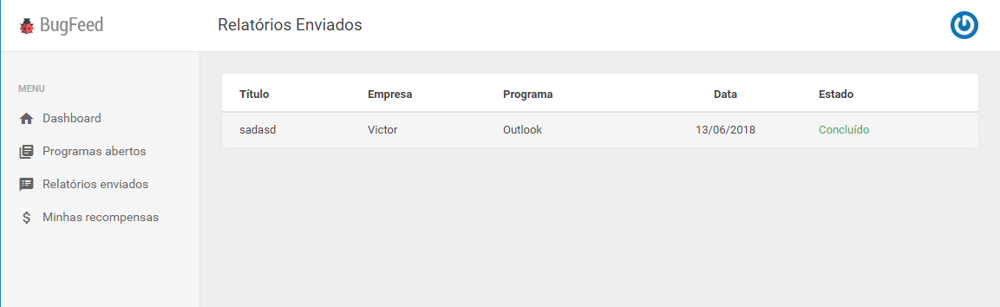 BugFeed
Relatórios Enviados
MENU
Dashboard
Programas abertos
Relatórios enviados
Minhas recompensas
Título Empresa Programa Data Estado
sadasd Victor Outlook 13/06/2018 Concluído